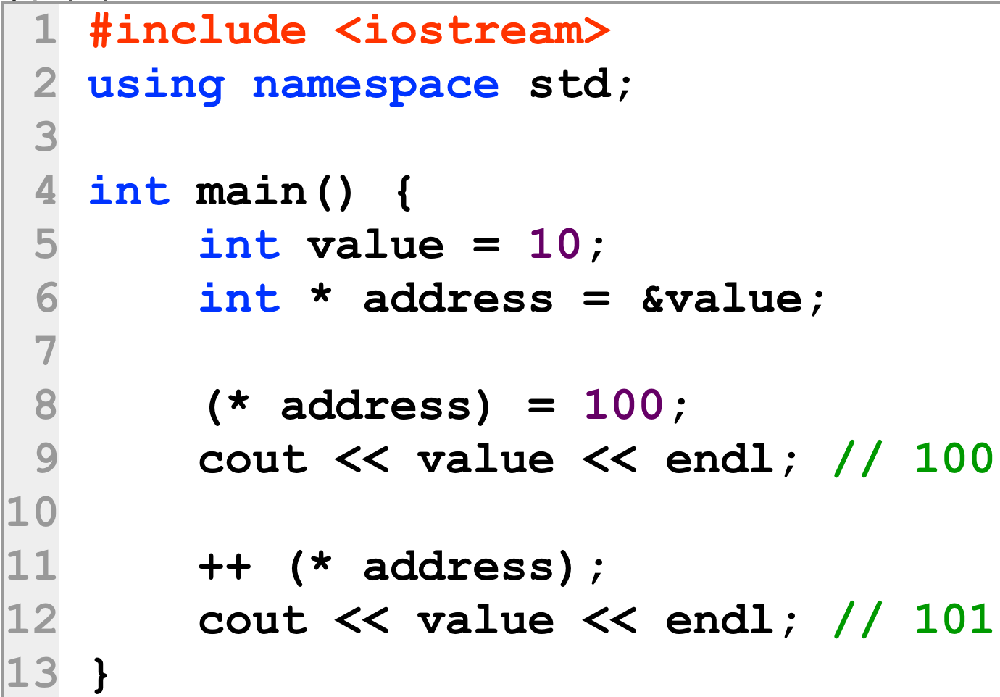 1 #include <iostream>
2 using namespace std;
3
4 int main() {
5     int value = 10;
6     int * address = &value;
7
8     (* address) = 100;
9     cout << value << endl; // 100
10
11     ++ (* address);
12     cout << value << endl; // 101
13 }